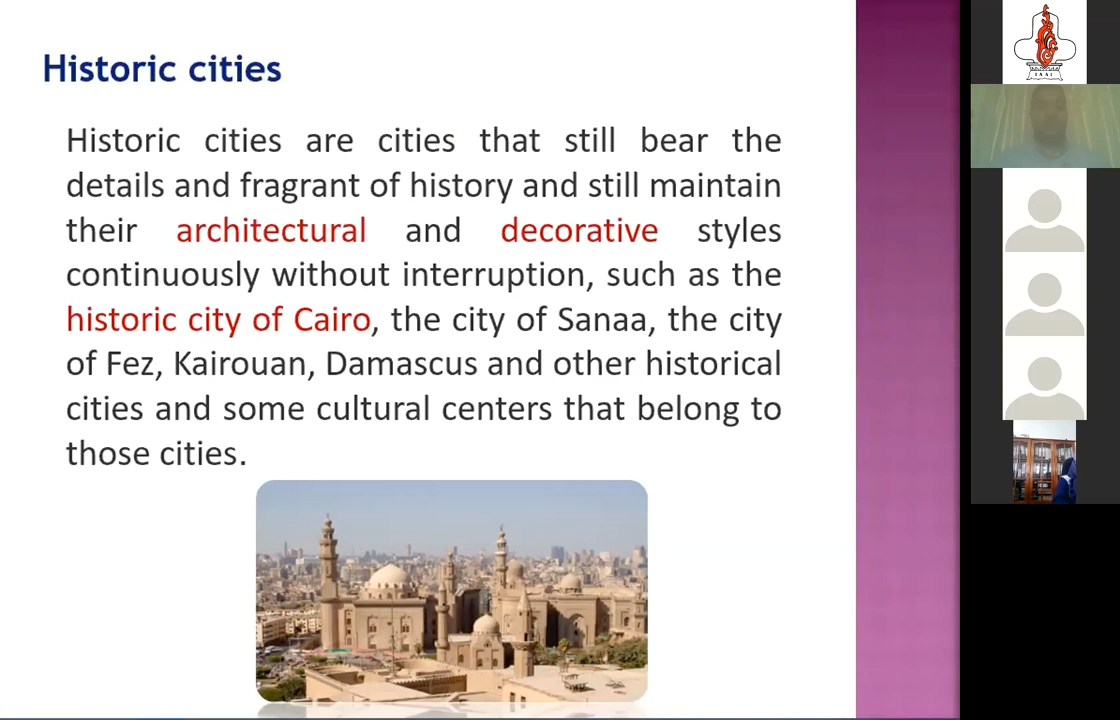 Historic cities
Historic cities are cities that still bear the
details and fragrant of history and still maintain
their architectural and decorative styles
continuously without interruption, such as the
historic city of Cairo, the city of Sanaa, the city
of Fez, Kairouan, Damascus and other historical
cities and some cultural centers that belong to
those cities.
IAAI